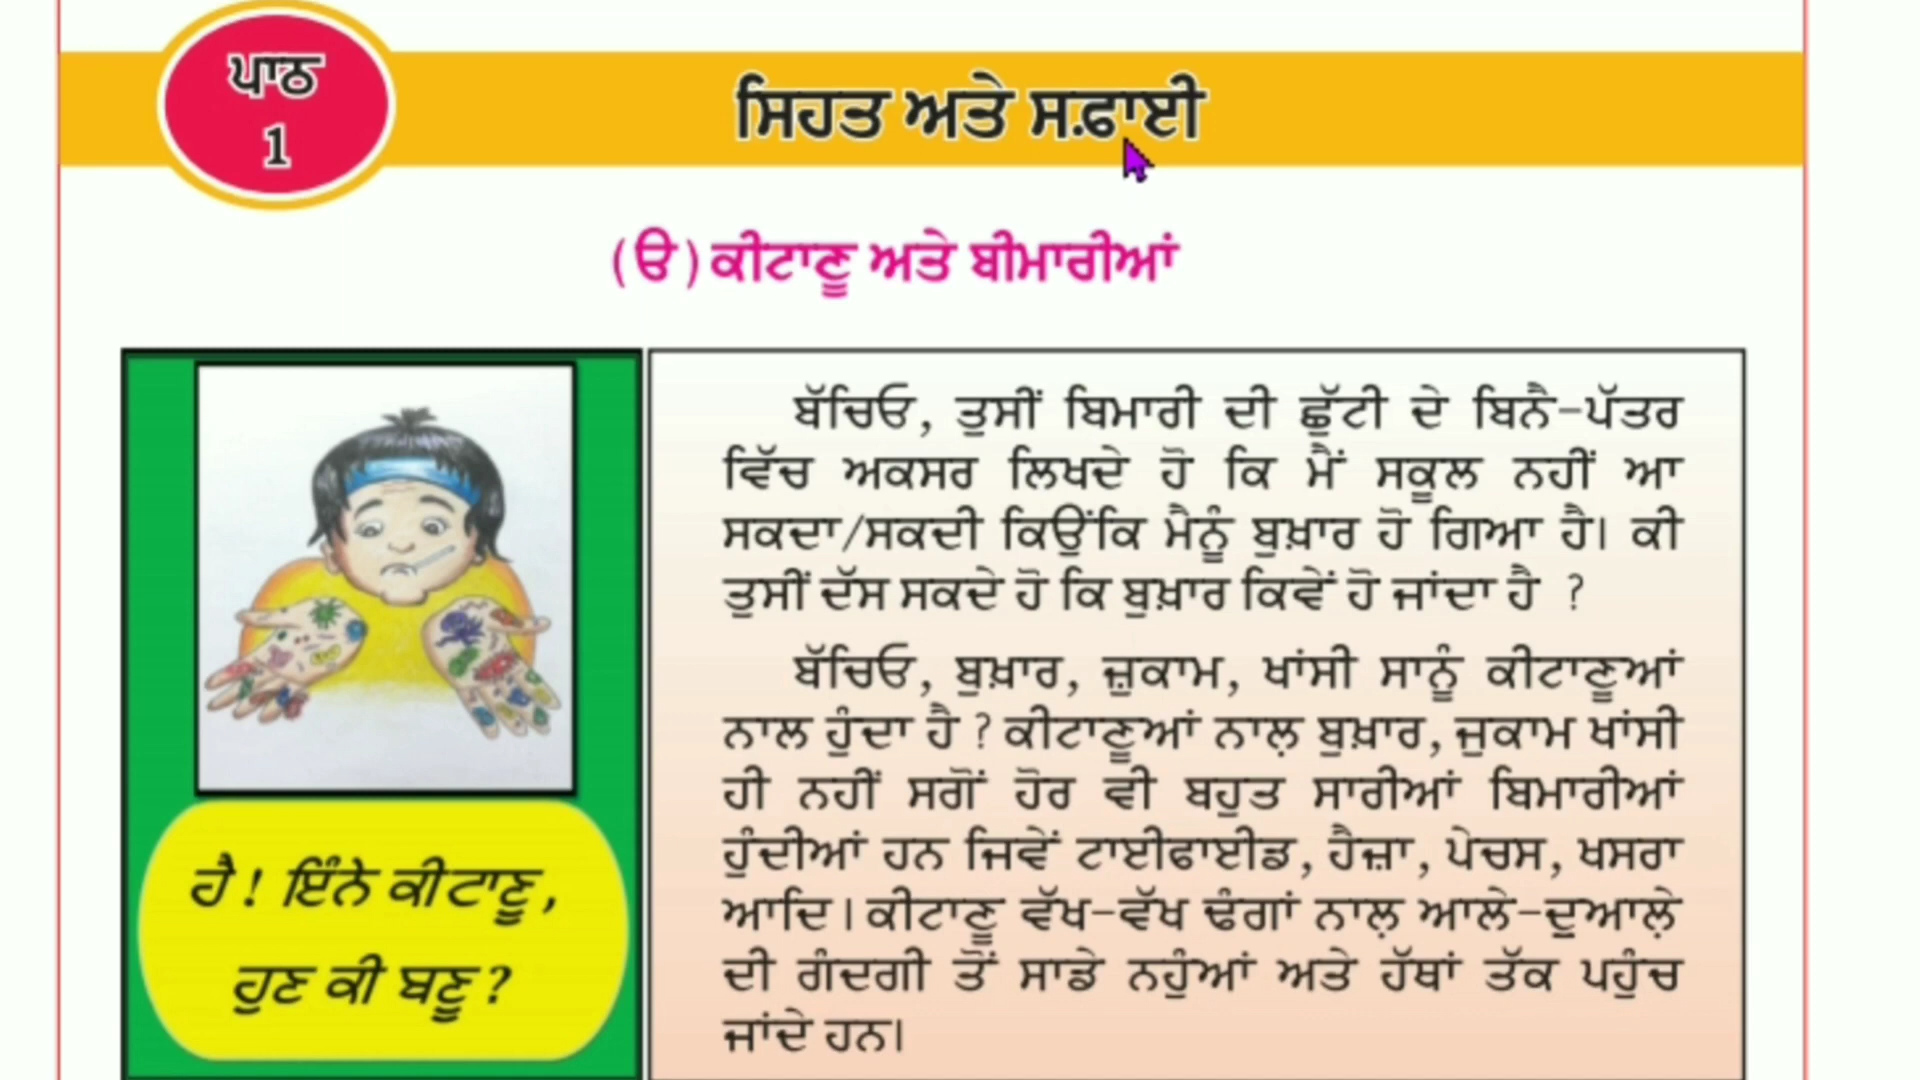 ਪਾਠ
1
ਸਿਹਤ ਅਤੇ ਸਫ਼ਾਈ
(ੳ) ਕੀਟਾਣੂ ਅਤੇ ਬੀਮਾਰੀਆਂ
ਹੈ ! ਇੰਨੇ ਕੀਟਾਣੂ,
ਹੁਣ ਕੀ ਬਣੂ ?
ਬੱਚਿਓ, ਤੁਸੀਂ ਬਿਮਾਰੀ ਦੀ ਛੁੱਟੀ ਦੇ ਬਿਨੈ-ਪੱਤਰ
ਵਿੱਚ ਅਕਸਰ ਲਿਖਦੇ ਹੋ ਕਿ ਮੈਂ ਸਕੂਲ ਨਹੀਂ ਆ
ਸਕਦਾ/ਸਕਦੀ ਕਿਉਂਕਿ ਮੈਨੂੰ ਬੁਖ਼ਾਰ ਹੋ ਗਿਆ ਹੈ। ਕੀ
ਤੁਸੀਂ ਦੱਸ ਸਕਦੇ ਹੋ ਕਿ ਬੁਖ਼ਾਰ ਕਿਵੇਂ ਹੋ ਜਾਂਦਾ ਹੈ ?
ਬੱਚਿਓ, ਬੁਖ਼ਾਰ, ਜ਼ੁਕਾਮ, ਖਾਂਸੀ ਸਾਨੂੰ ਕੀਟਾਣੂਆਂ
ਨਾਲ ਹੁੰਦਾ ਹੈ ? ਕੀਟਾਣੂਆਂ ਨਾਲ਼ ਬੁਖ਼ਾਰ, ਜੁਕਾਮ ਖਾਂਸੀ
ਹੀ ਨਹੀਂ ਸਗੋਂ ਹੋਰ ਵੀ ਬਹੁਤ ਸਾਰੀਆਂ ਬਿਮਾਰੀਆਂ
ਹੁੰਦੀਆਂ ਹਨ ਜਿਵੇਂ ਟਾਈਫਾਈਡ, ਹੈਜ਼ਾ, ਪੇਚਸ, ਖਸਰਾ
ਆਦਿ। ਕੀਟਾਣੂ ਵੱਖ-ਵੱਖ ਢੰਗਾਂ ਨਾਲ਼ ਆਲੇ-ਦੁਆਲ਼ੇ
ਦੀ ਗੰਦਗੀ ਤੋਂ ਸਾਡੇ ਨਹੁੰਆਂ ਅਤੇ ਹੱਥਾਂ ਤੱਕ ਪਹੁੰਚ
ਜਾਂਦੇ ਹਨ।